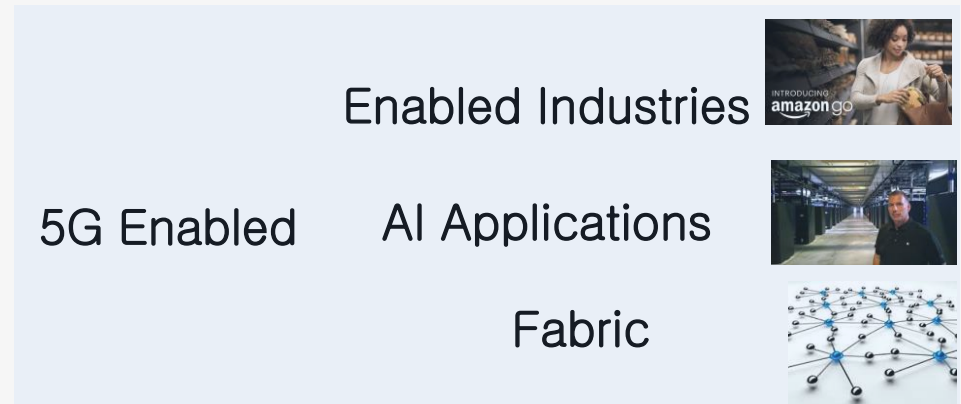 Enabled Industries
INTRODUCING
amazon go
5G Enabled
AI Applications
Fabric